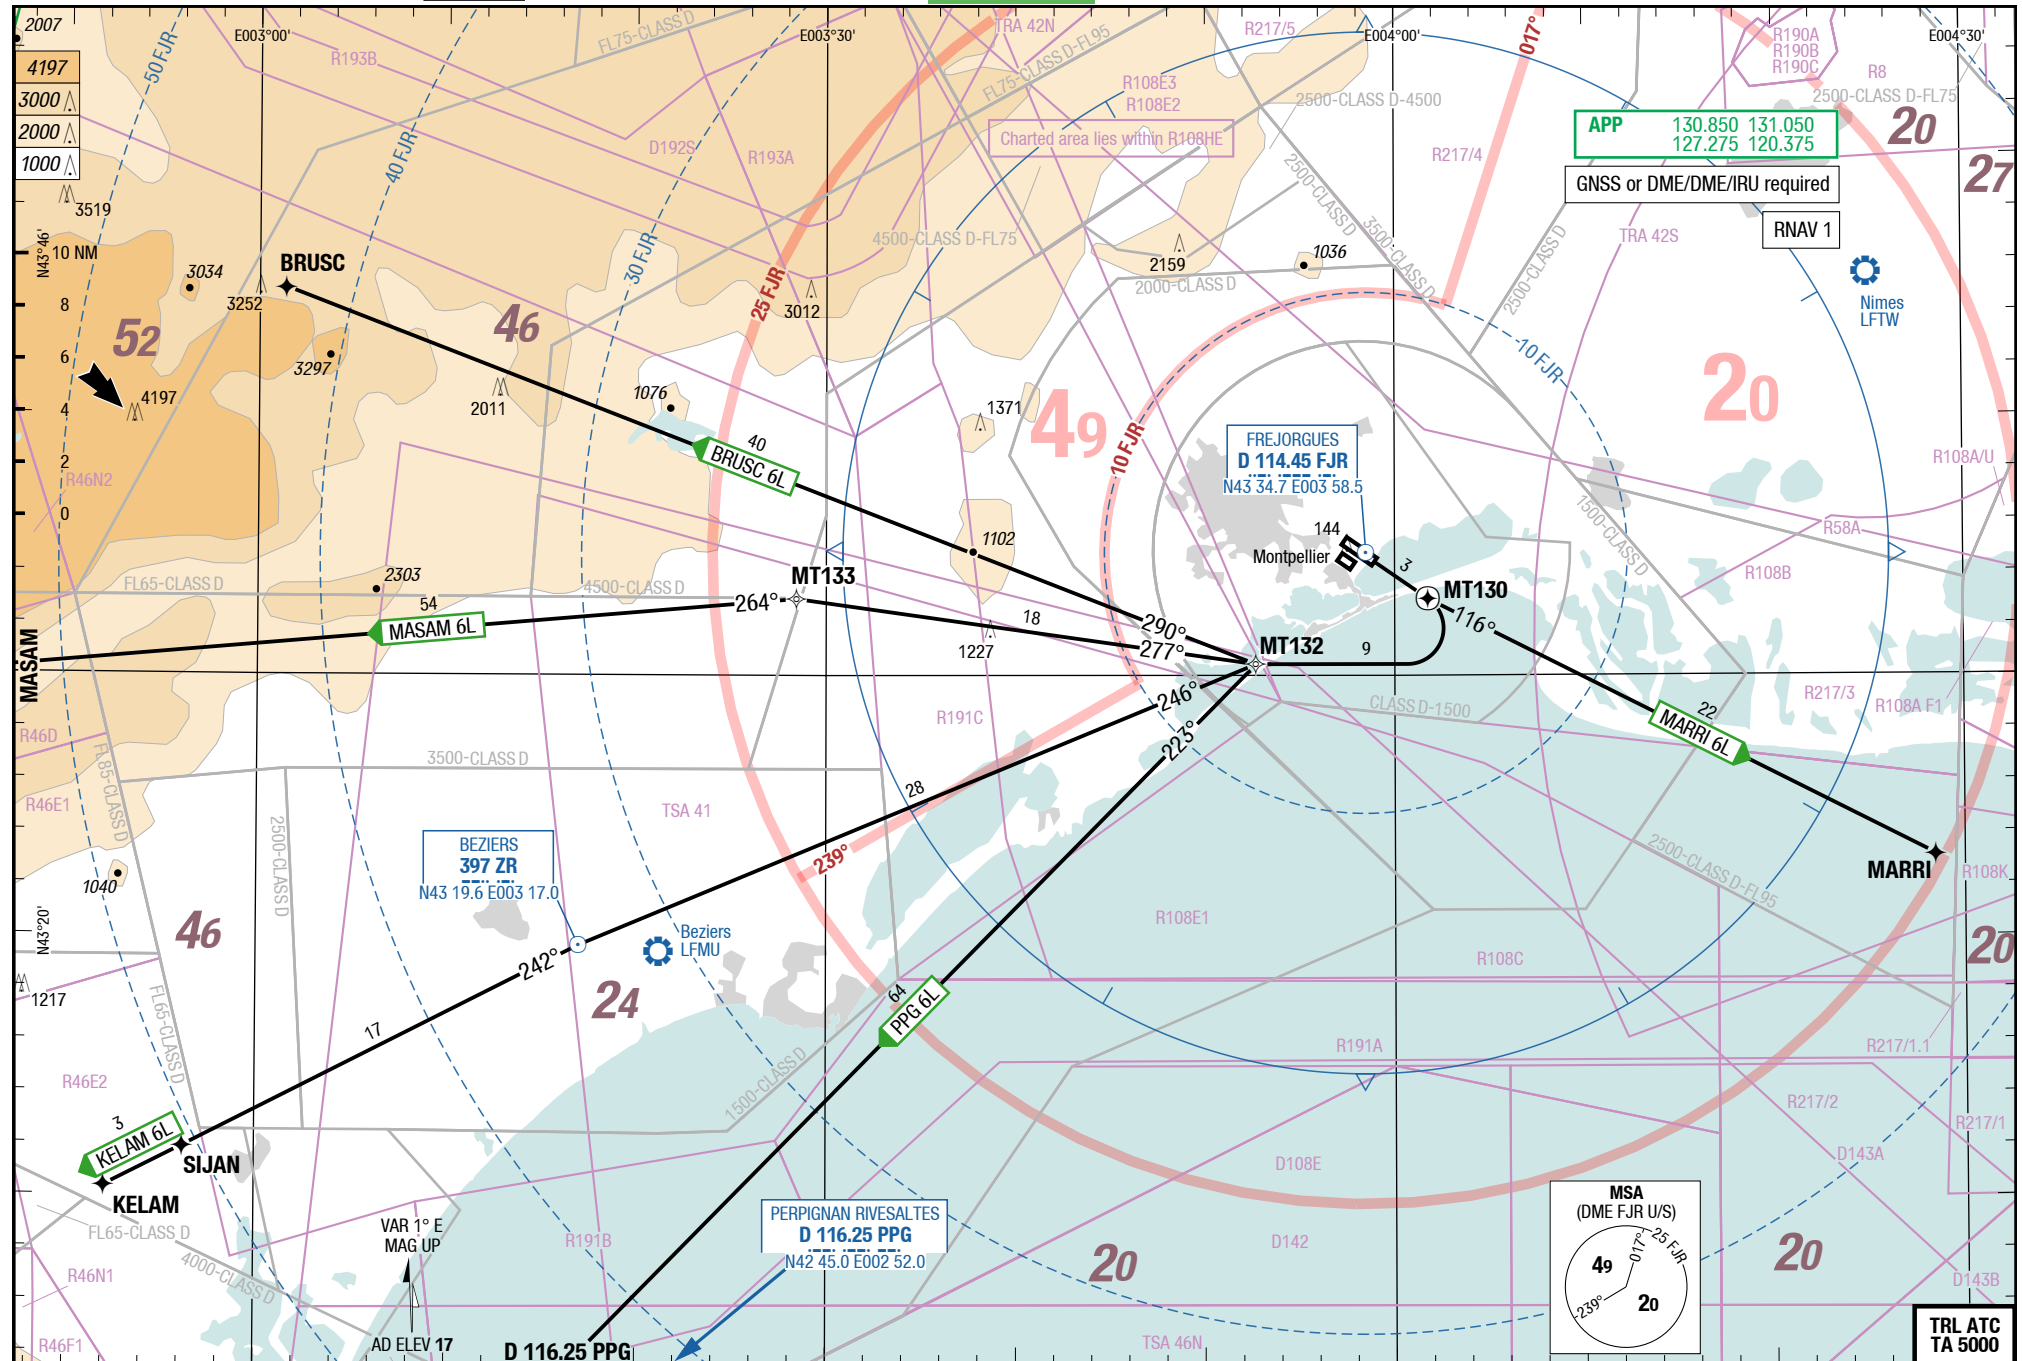 2007
4197
3000
2000
1000
50 FJR
E003°00'
R193B
FL75-CLASS D
TRA 42N
FL75-CLASS D-FL95
E003°30'
R217/5
E004°00'
017°
R190A
R190B
R190C
R8
E004°30'
2500-CLASS D-FL75
20
27
R108E3
R108E2
2500-CLASS D-4500
APP 130.850 131.050
127.275 120.375
Charted area lies within R108HE
R217/4
GNSS or DME/DME/IRU required
RNAV 1
D192S
R193A
40 FJR
3519
N43°46'
10 NM
8
6
4
2
0
3034
3252
BRUSC
3297
52
4197
46
30 FJR
25 FJR
3012
4500-CLASS D-FL75
2159
2000-CLASS D
1036
2500-CLASS D
3500-CLASS D
2500-CLASS D
TRA 42S
Nimes
LFTW
10 FJR
20
2011
1076
40
BRUSC 6L
1371
49
10 FJR
FREJORGUES
D 114.45 FJR
N43 34.7 E003 58.5
R108A/U
R46N2
1102
144
Montpellier
3
1500-CLASS D
R58A
R108B
FL65-CLASS D
2303
4500-CLASS D
MT133
264°
54
MASAM 6L
MASAM
18
1227
290°
277°
MT132
9
MT130
116°
246°
223°
CLASS D-1500
22
MARRI 6L
R217/3
R108A F1
R46D
FL85-CLASS D
R191C
3500-CLASS D
R46E1
2500-CLASS D
TSA 41
28
239°
BEZIERS
397 ZR
N43 19.6 E003 17.0
2500-CLASS D-FL95
MARRI
R108K
1040
N43°20'
46
R108E1
Beziers
LFMU
242°
R108C
20
1217
FL65-CLASS D
24
64
PPG 6L
17
R191A
R217/1.1
R46E2
1500-CLASS D
R217/2
R217/1
3
KELAM 6L
SIJAN
KELAM
D108E
D143A
FL65-CLASS D
4000-CLASS D
VAR 1° E
MAG UP
R191B
PERPIGNAN RIVESALTES
D 116.25 PPG
N42 45.0 E002 52.0
20
D142
MSA
(DME FJR U/S)
017°
25 FJR
49
239°
20
20
D143B
R46N1
R46F1
AD ELEV 17
D 116.25 PPG
TSA 46N
TRL ATC
TA 5000